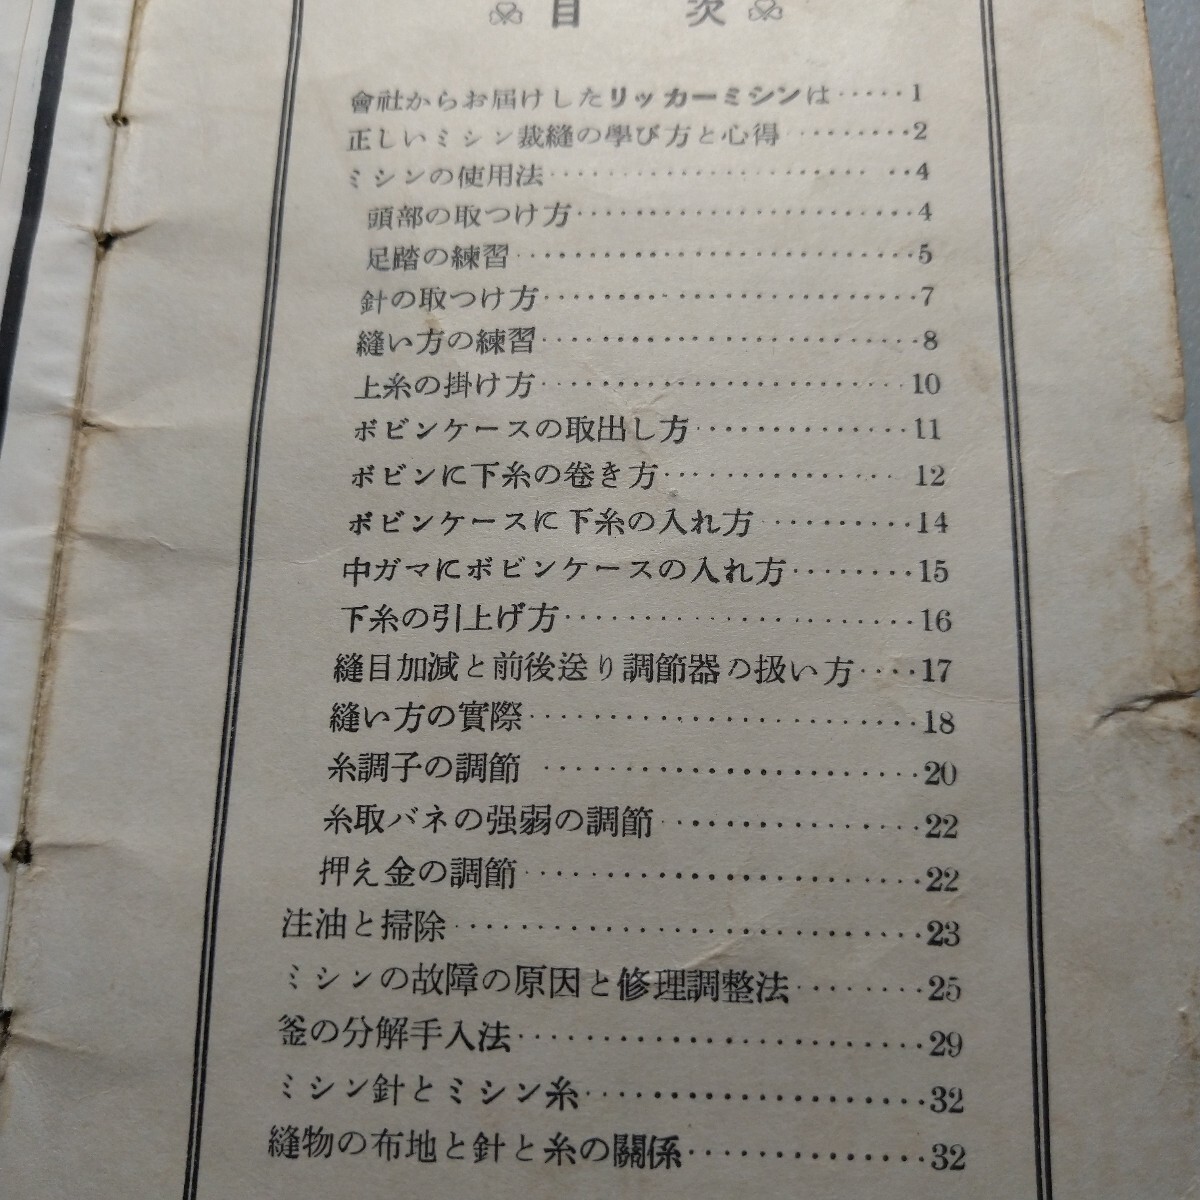 目次
會社からお届けしたリッカーミシンは‥‥‥1
正しいミシン裁縫の學び方と心得‥‥‥2
ミシンの使用法‥‥‥4
頭部の取つけ方‥‥‥4
足踏の練習‥‥‥5
針の取つけ方‥‥‥7
縫い方の練習‥‥‥8
上糸の掛け方‥‥‥10
ボビンケースの取出し方‥‥‥11
ボビンに下糸の卷き方‥‥‥12
ボビンケースに下糸の入れ方‥‥‥14
中ガマにボビンケースの入れ方‥‥‥15
下糸の引上げ方‥‥‥16
縫目加減と前後送り調節器の扱い方‥‥‥17
縫い方の實際‥‥‥18
糸調子の調節‥‥‥20
糸取バネの强弱の調節‥‥‥22
押え金の調節‥‥‥22
注油と掃除‥‥‥23
ミシンの故障の原因と修理調整法‥‥‥25
釜の分解手入法‥‥‥29
ミシン針とミシン糸‥‥‥32
縫物の布地と針と糸の關係‥‥‥32